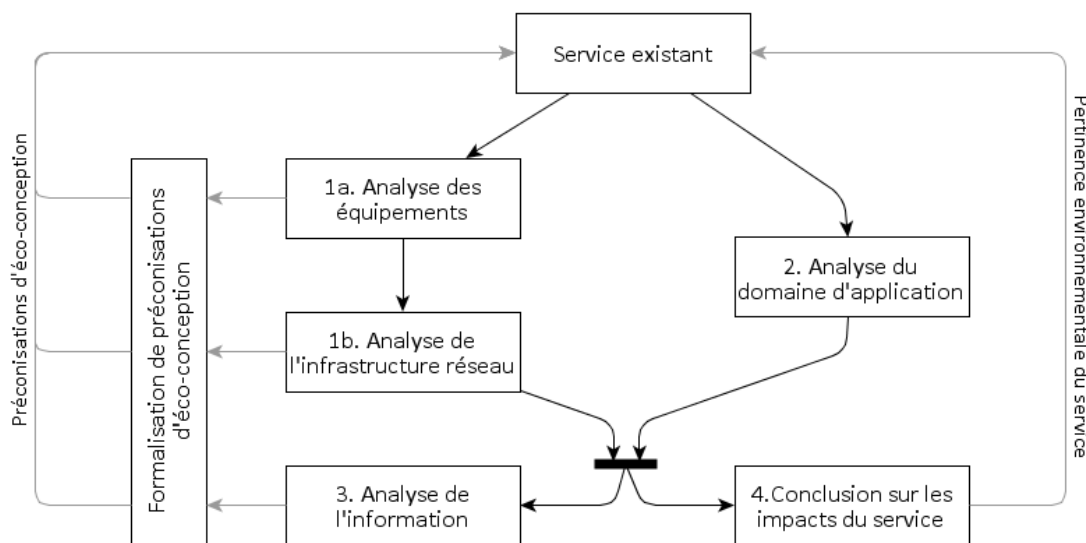 Service existant
Préconisations d'éco-conception
Formalisation de préconisations
d'éco-conception
1a. Analyse des
équipements
1b. Analyse de
l'infrastructure réseau
2. Analyse du
domaine d'application
3. Analyse de
l'information
4.Conclusion sur les
impacts du service
Pertinence environnementale du service